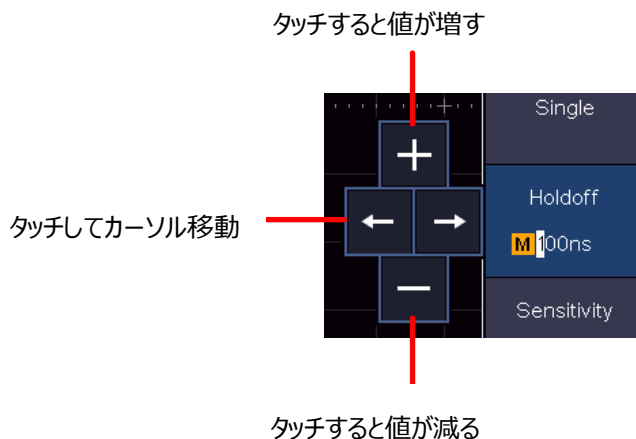 タッチすると値が増す
Single
タッチしてカーソル移動
Holdoff
M 100ns
Sensitivity
タッチすると値が減る